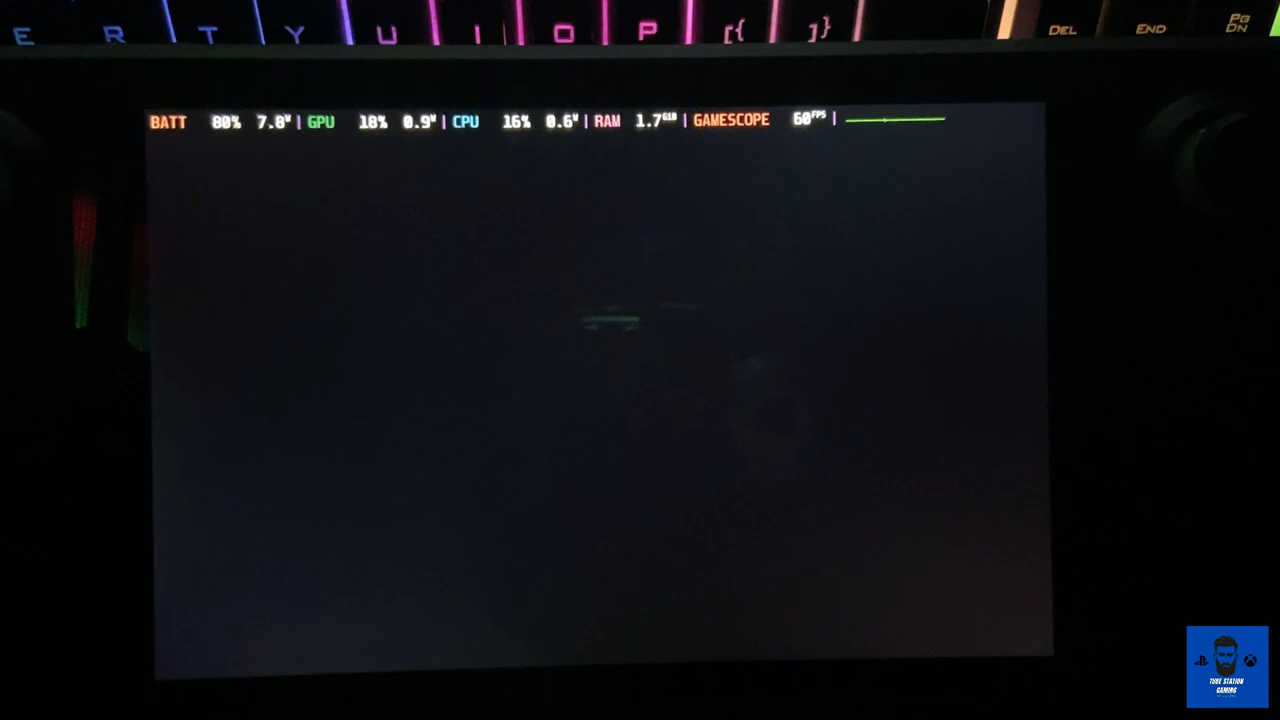 E R T Y U I O P [{ ]} DEL END PG DN
BATT 80% 7.8W | GPU 18% 0.9W | CPU 16% 0.6W | RAM 1.7GiB | GAMESCOPE 60FPS |
TUBE STATION
GAMING